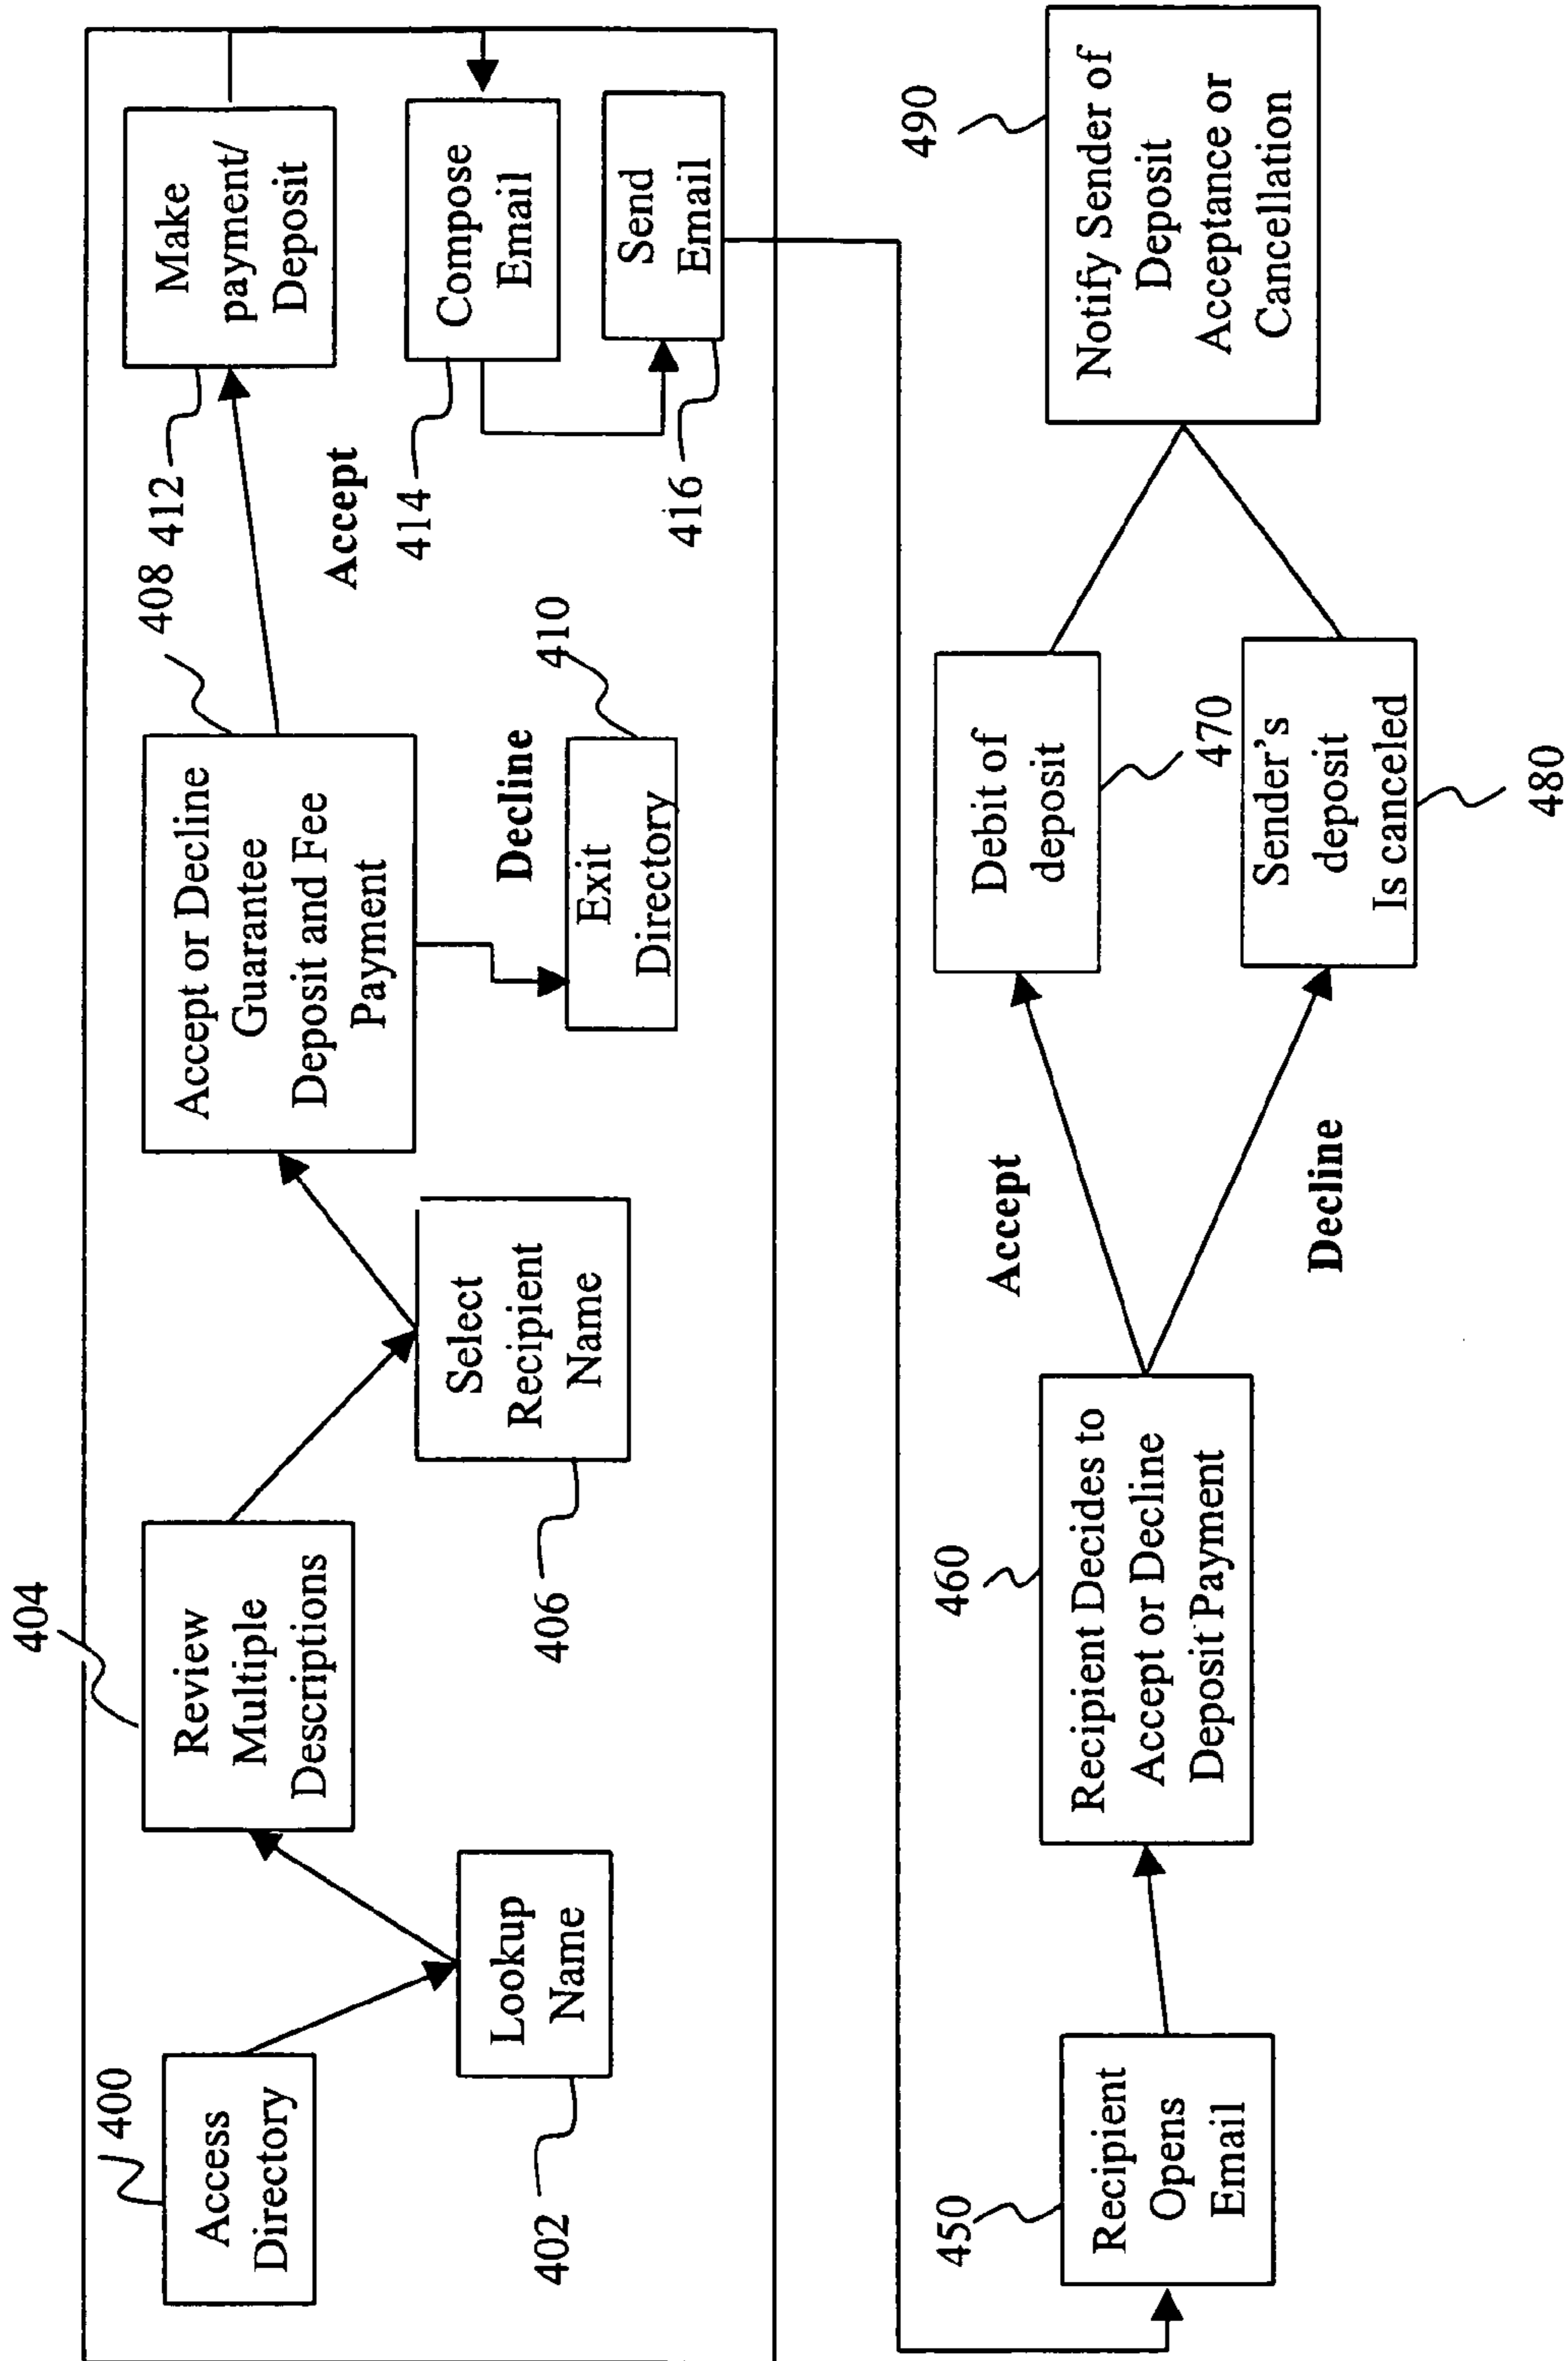 400
Access
Directory
402
Lookup
Name
404
Review
Multiple
Descriptions
406
Select
Recipient
Name
408
Accept or Decline
Guarantee
Deposit and Fee
Payment
Decline
410
Exit
Directory
Accept
412
Make
payment/
Deposit
414
Compose
Email
416
Send
Email
450
Recipient
Opens
Email
460
Recipient Decides to
Accept or Decline
Deposit Payment
Accept
Decline
Debit of
deposit
470
Sender's
deposit
Is canceled
480
490
Notify Sender of
Deposit
Acceptance or
Cancellation